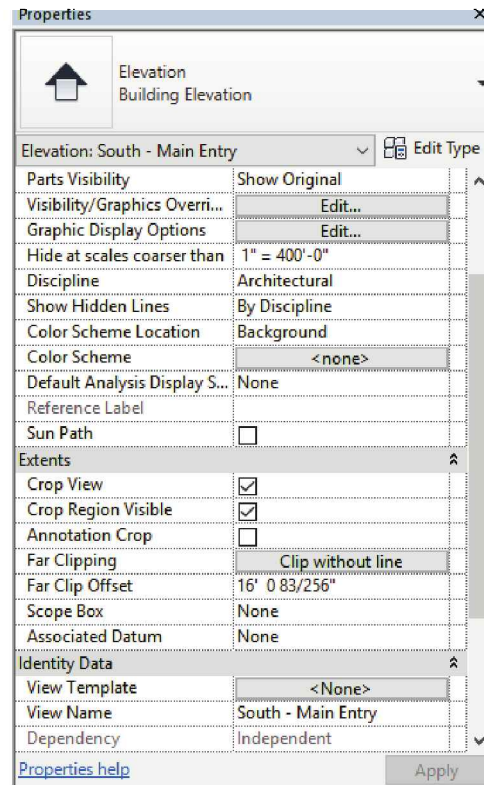 Properties
Elevation
Building Elevation
Elevation: South - Main Entry Edit Type
Parts Visibility Show Original
Visibility/Graphics Overri... Edit...
Graphic Display Options Edit...
Hide at scales coarser than 1" = 400'-0"
Discipline Architectural
Show Hidden Lines By Discipline
Color Scheme Location Background
Color Scheme <none>
Default Analysis Display S... None
Reference Label
Sun Path
Extents
Crop View
Crop Region Visible
Annotation Crop
Far Clipping Clip without line
Far Clip Offset 16' 0 83/256"
Scope Box None
Associated Datum None
Identity Data
View Template <None>
View Name South - Main Entry
Dependency Independent
Properties help Apply